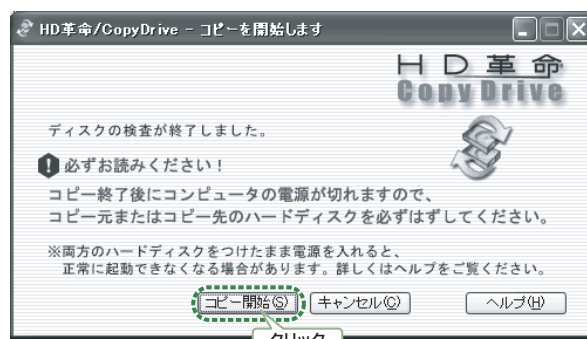 HD革命/CopyDrive - コピーを開始します
HD革命
CopyDrive
ディスクの検査が終了しました。
必ずお読みください！
コピー終了後にコンピュータの電源が切れますので、
コピー元またはコピー先のハードディスクを必ずはずしてください。
※両方のハードディスクをつけたまま電源を入れると、
正常に起動できなくなる場合があります。詳しくはヘルプをご覧ください。
コピー開始(S) キャンセル(C) ヘルプ(H)
クリック